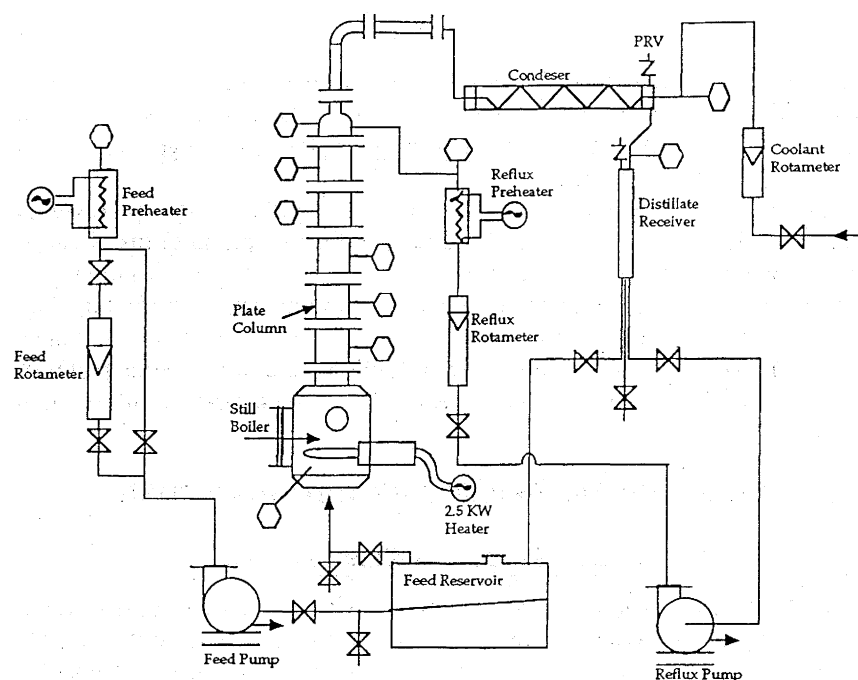 PRV
Condeser
Coolant
Rotameter
Reflux
Preheater
Feed
Preheater
Distillate
Receiver
Plate
Column
Reflux
Rotameter
Feed
Rotameter
Still
Boiler
2.5 KW
Heater
Feed Reservoir
Feed Pump
Reflux Pump